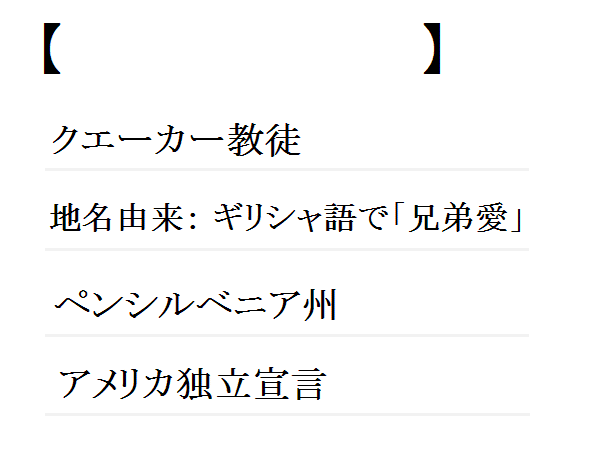 【　　　　　　　　　】
クエーカー教徒
地名由来: ギリシャ語で「兄弟愛」
ペンシルベニア州
アメリカ独立宣言